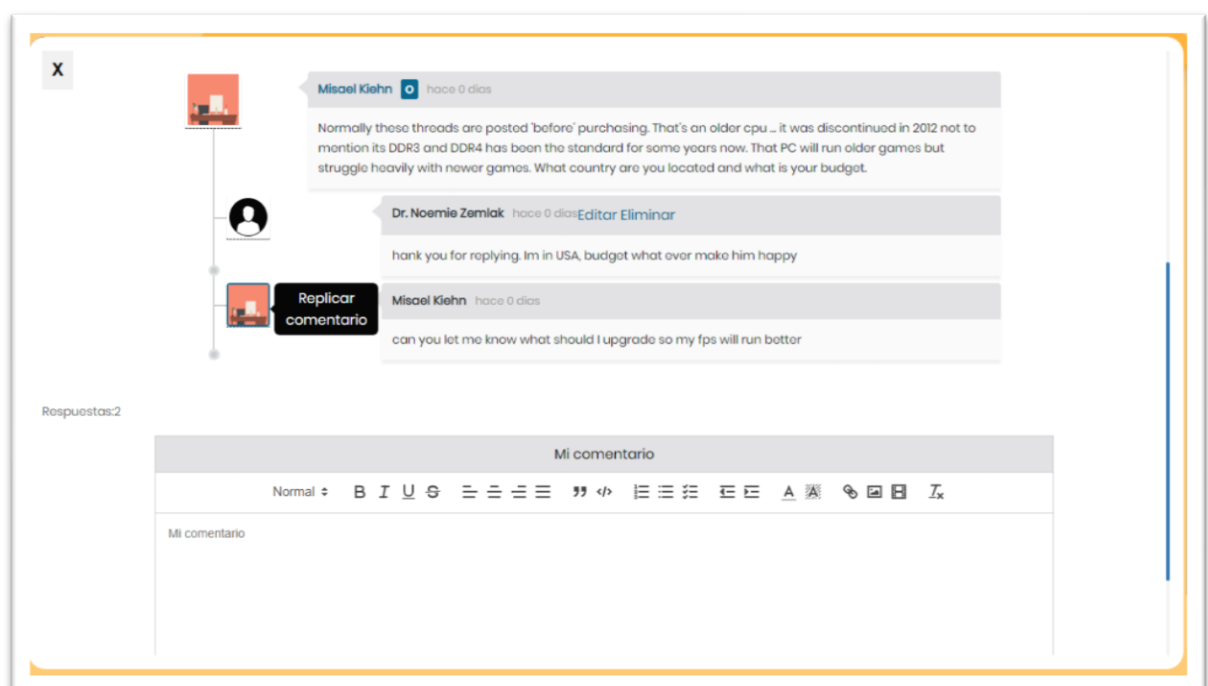 X
Misael Kiehn O hace 0 días
Normally these threads are posted 'before' purchasing. That's an older cpu ... it was discontinued in 2012 not to
mention its DDR3 and DDR4 has been the standard for some years now. That PC will run older games but
struggle heavily with newer games. What country are you located and what is your budget.
Dr. Noemie Zemlak hace 0 días Editar Eliminar
hank you for replying. Im in USA, budget what ever make him happy
Replicar
comentario
Misael Kiehn hace 0 días
can you let me know what should I upgrade so my fps will run better
Respuestas:2
Mi comentario
Normal
Mi comentario